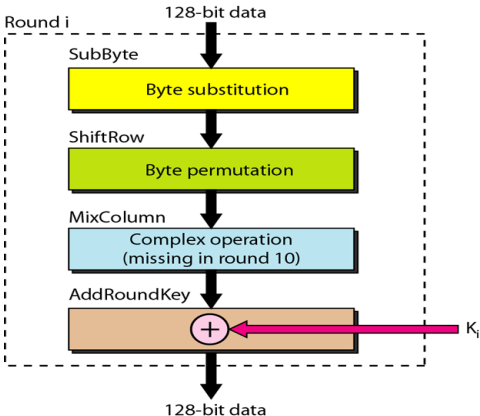 128-bit data
Round i
SubByte
Byte substitution
ShiftRow
Byte permutation
MixColumn
Complex operation
(missing in round 10)
AddRoundKey
+
Ki
128-bit data